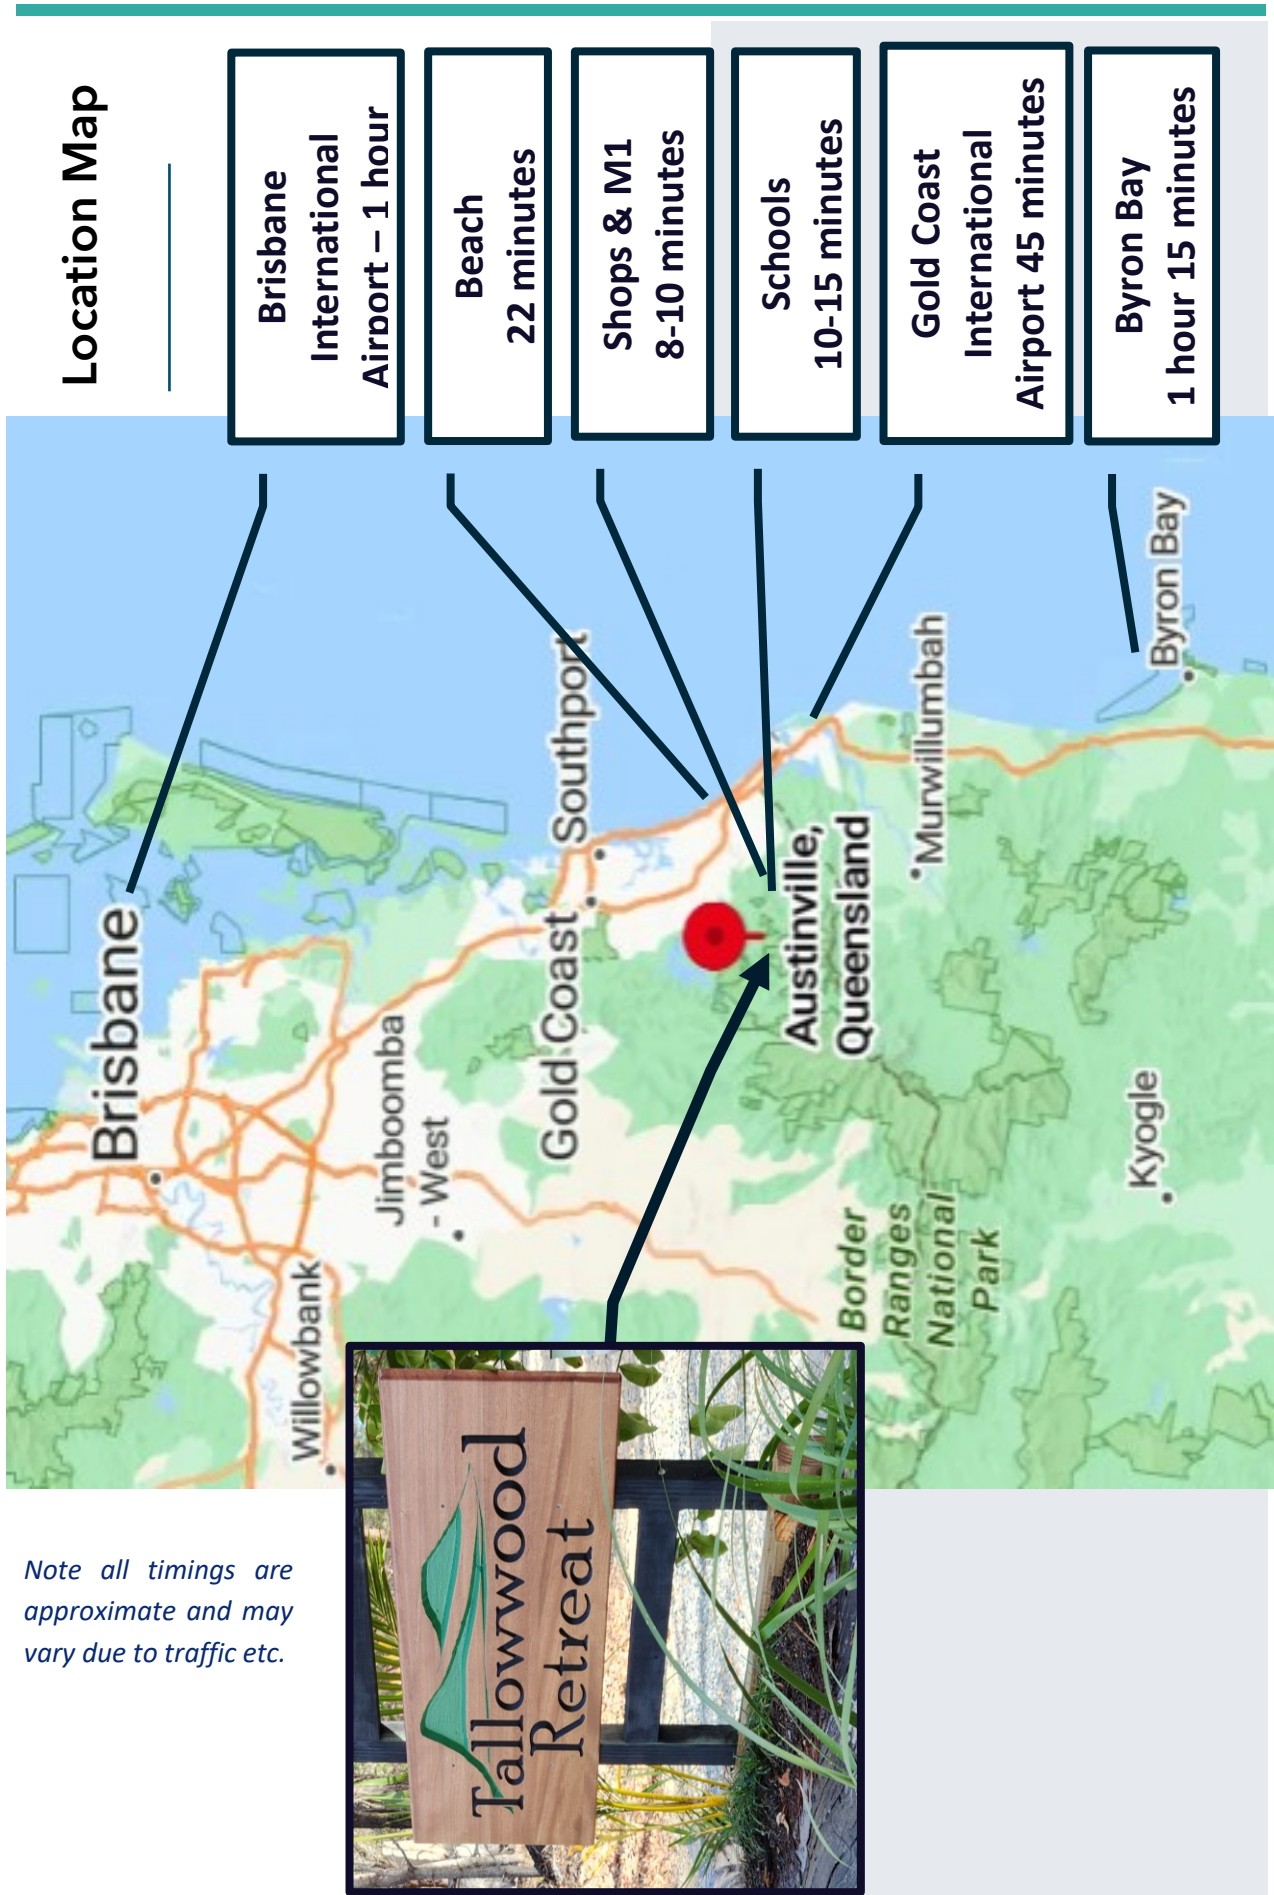 Location Map
Brisbane
International
Airport – 1 hour
Beach
22 minutes
Shops & M1
8-10 minutes
Schools
10-15 minutes
Gold Coast
International
Airport 45 minutes
Byron Bay
1 hour 15 minutes
Brisbane
Willowbank
Jimboomba
- West
Gold Coast
Southport
Austinville,
Queensland
Murwillumbah
Border
Ranges
National
Park
Kyogle
Byron Bay
Tallowwood
Retreat
Note all timings are
approximate and may
vary due to traffic etc.